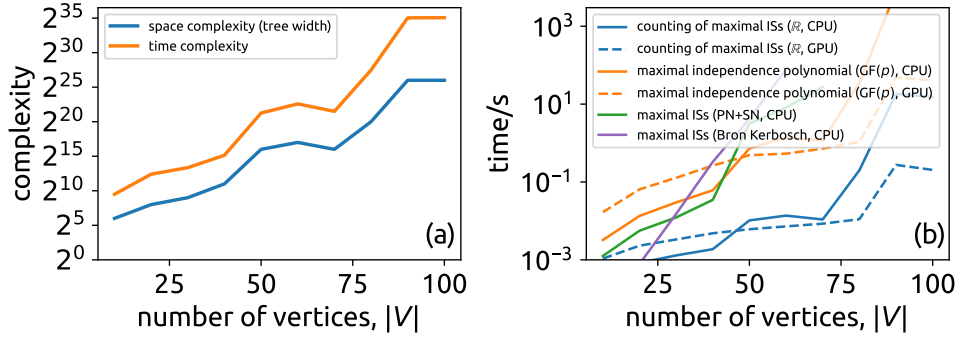 2^35
2^30
2^25
2^20
2^15
2^10
2^5
2^0
complexity
space complexity (tree width)
time complexity
(a)
25
50
75
100
number of vertices, |V|
10^3
10^1
10^−1
10^−3
time/s
counting of maximal ISs (ℝ, CPU)
counting of maximal ISs (ℝ, GPU)
maximal independence polynomial (GF(p), CPU)
maximal independence polynomial (GF(p), GPU)
maximal ISs (PN+SN, CPU)
maximal ISs (Bron Kerbosch, CPU)
(b)
25
50
75
100
number of vertices, |V|